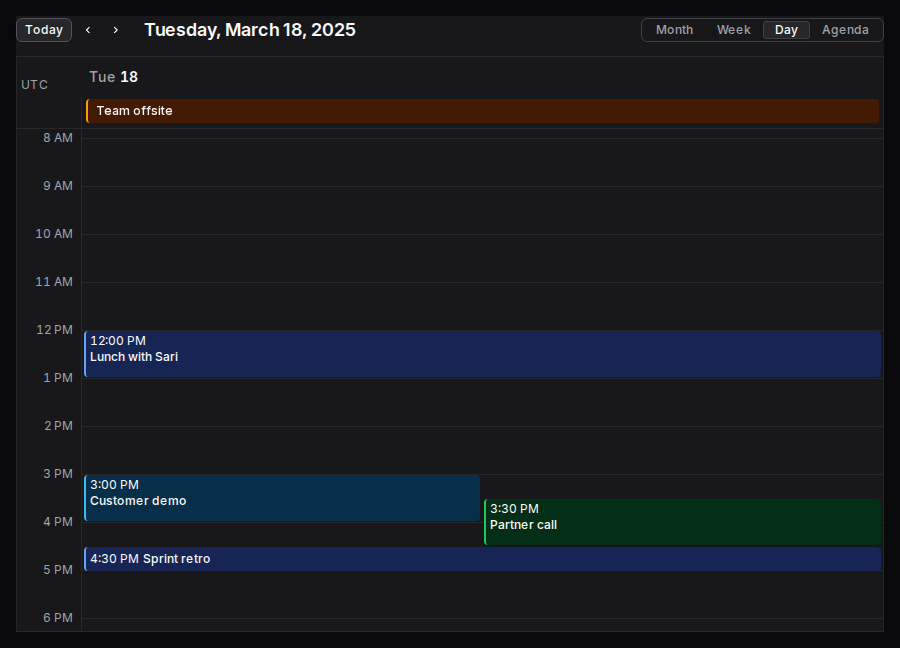 Today ‹ › Tuesday, March 18, 2025 Month Week Day Agenda
UTC
Tue 18
Team offsite
8 AM
9 AM
10 AM
11 AM
12 PM
12:00 PM
Lunch with Sari
1 PM
2 PM
3 PM
3:00 PM
Customer demo
3:30 PM
Partner call
4 PM
4:30 PM Sprint retro
5 PM
6 PM